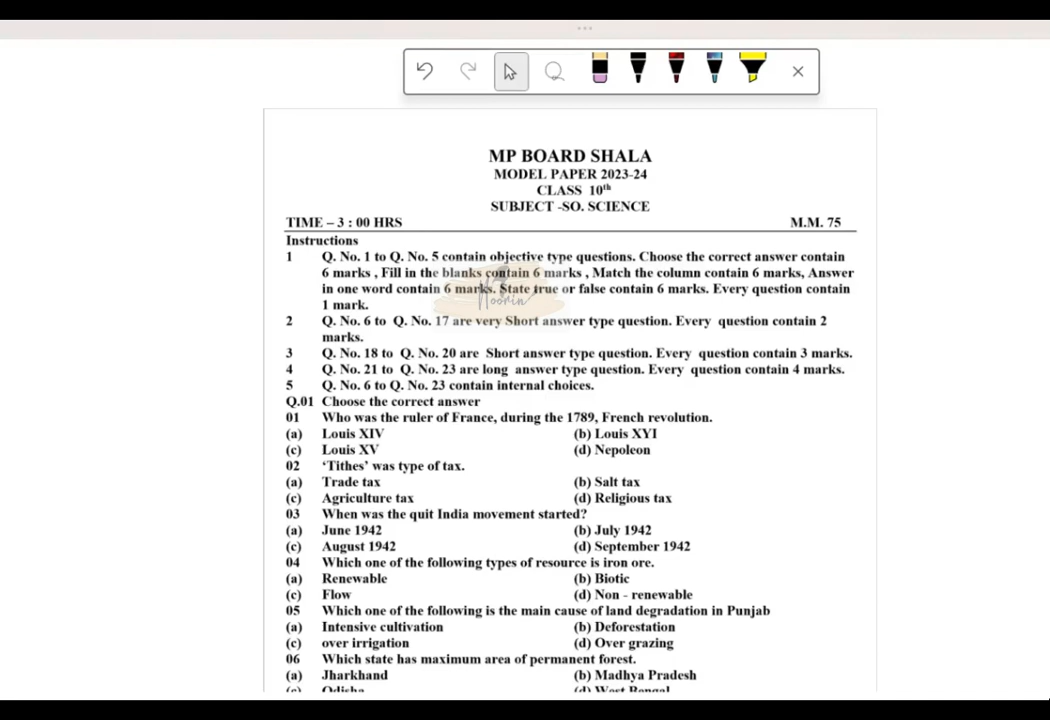 MP BOARD SHALA
MODEL PAPER 2023-24
CLASS 10th
SUBJECT -SO. SCIENCE
TIME – 3 : 00 HRS M.M. 75
Instructions
1 Q. No. 1 to Q. No. 5 contain objective type questions. Choose the correct answer contain
6 marks , Fill in the blanks contain 6 marks , Match the column contain 6 marks, Answer
in one word contain 6 marks. State true or false contain 6 marks. Every question contain
Noorin
1 mark.
2 Q. No. 6 to Q. No. 17 are very Short answer type question. Every question contain 2
marks.
3 Q. No. 18 to Q. No. 20 are Short answer type question. Every question contain 3 marks.
4 Q. No. 21 to Q. No. 23 are long answer type question. Every question contain 4 marks.
5 Q. No. 6 to Q. No. 23 contain internal choices.
Q.01 Choose the correct answer
01 Who was the ruler of France, during the 1789, French revolution.
(a) Louis XIV (b) Louis XYI
(c) Louis XV (d) Nepoleon
02 ‘Tithes’ was type of tax.
(a) Trade tax (b) Salt tax
(c) Agriculture tax (d) Religious tax
03 When was the quit India movement started?
(a) June 1942 (b) July 1942
(c) August 1942 (d) September 1942
04 Which one of the following types of resource is iron ore.
(a) Renewable (b) Biotic
(c) Flow (d) Non - renewable
05 Which one of the following is the main cause of land degradation in Punjab
(a) Intensive cultivation (b) Deforestation
(c) over irrigation (d) Over grazing
06 Which state has maximum area of permanent forest.
(a) Jharkhand (b) Madhya Pradesh
(c) Odisha (d) West Bengal